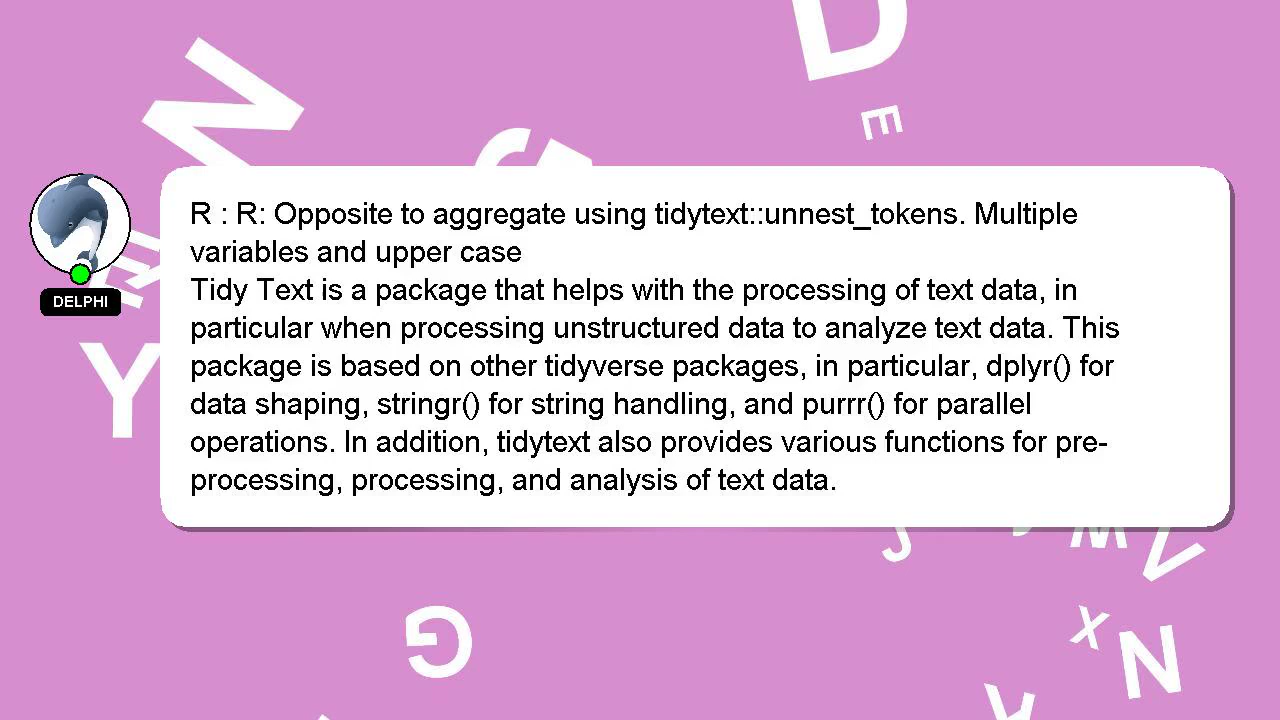 R : R: Opposite to aggregate using tidytext::unnest_tokens. Multiple
variables and upper case
Tidy Text is a package that helps with the processing of text data, in
particular when processing unstructured data to analyze text data. This
package is based on other tidyverse packages, in particular, dplyr() for
data shaping, stringr() for string handling, and purrr() for parallel
operations. In addition, tidytext also provides various functions for pre-
processing, processing, and analysis of text data.
DELPHI
N
D
E
Y
G
J
M
V
X
N